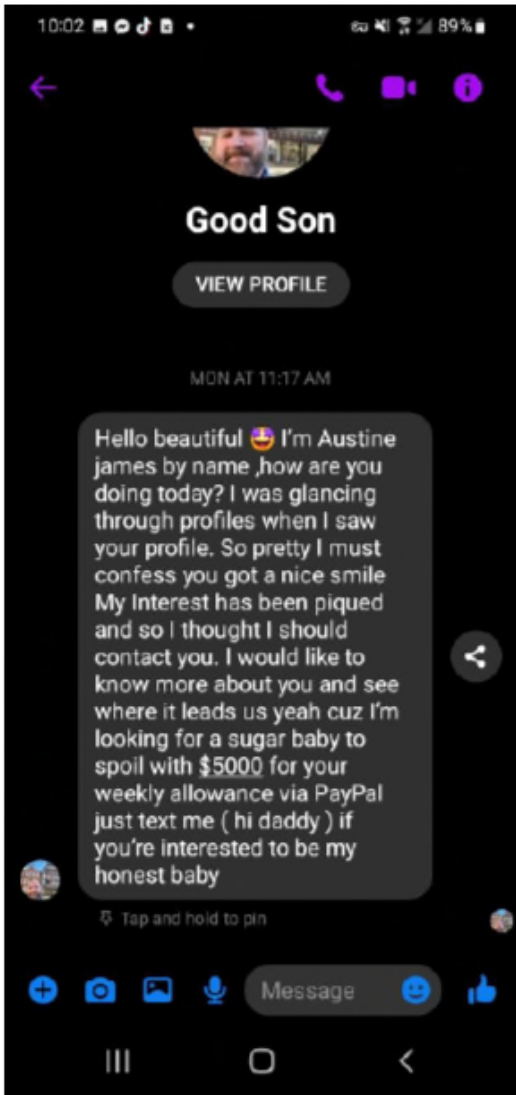 10:02
89%
Good Son
VIEW PROFILE
MON AT 11:17 AM
Hello beautiful 🤩 I'm Austine
james by name ,how are you
doing today? I was glancing
through profiles when I saw
your profile. So pretty I must
confess you got a nice smile
My Interest has been piqued
and so I thought I should
contact you. I would like to
know more about you and see
where it leads us yeah cuz I'm
looking for a sugar baby to
spoil with $5000 for your
weekly allowance via PayPal
just text me ( hi daddy ) if
you're interested to be my
honest baby
Tap and hold to pin
Message